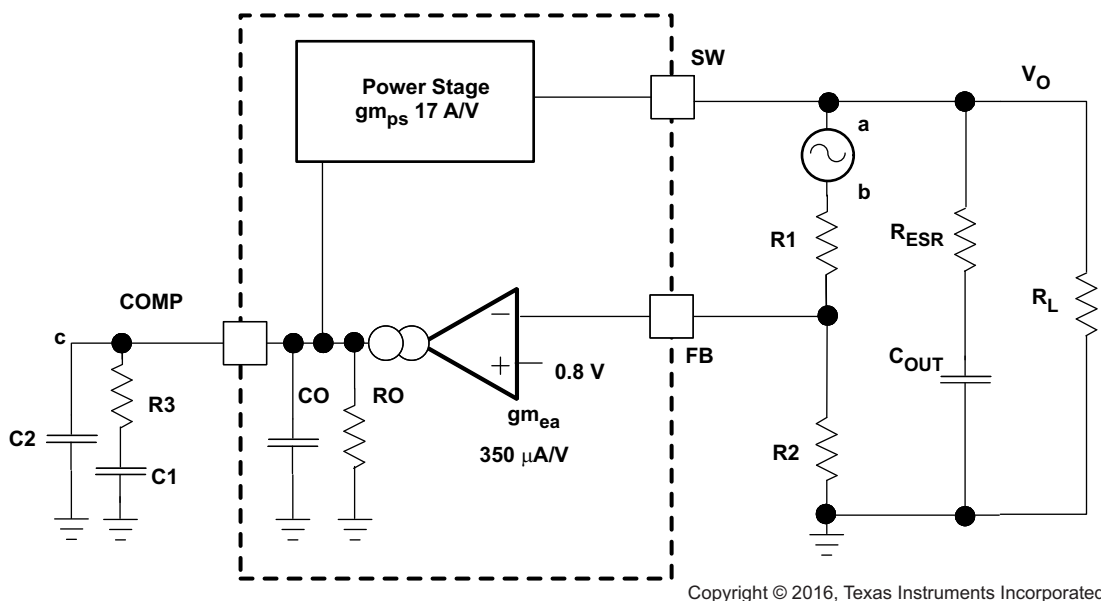 SW
Power Stage
gm_ps 17 A/V
V_O
a
b
R1
R_ESR
COMP
R_L
c
−
+
0.8 V
FB
C_OUT
CO
RO
R3
gm_ea
C2
C1
350 μA/V
R2
Copyright © 2016, Texas Instruments Incorporated